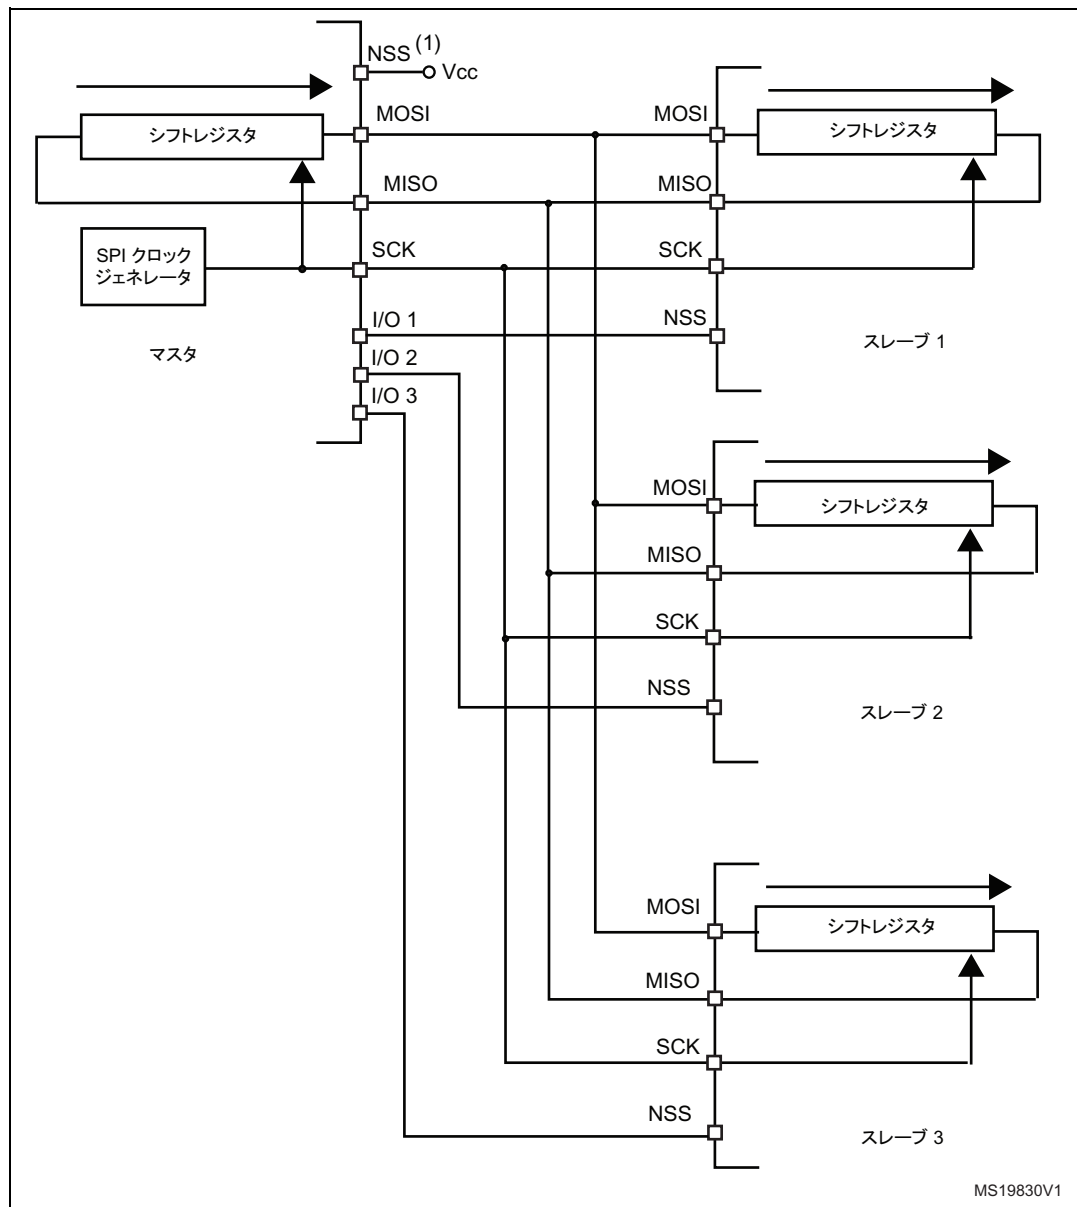 NSS (1)
Vcc
MOSI
シフトレジスタ
MISO
SCK
SPI クロック
ジェネレータ
I/O 1
I/O 2
I/O 3
マスタ
MOSI
シフトレジスタ
MISO
SCK
NSS
スレーブ 1
MOSI
シフトレジスタ
MISO
SCK
NSS
スレーブ 2
MOSI
シフトレジスタ
MISO
SCK
NSS
スレーブ 3
MS19830V1